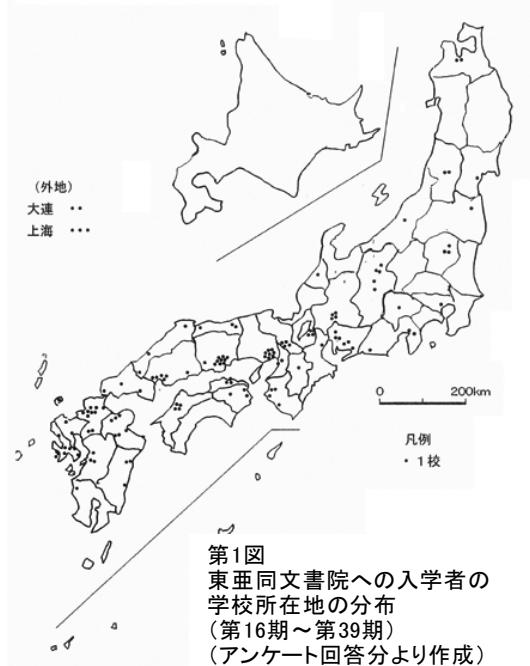 (外地)
大連 ••
上海 •••
0 200km
凡例
• 1校
第1図
東亜同文書院への入学者の
学校所在地の分布
(第16期～第39期)
(アンケート回答分より作成)